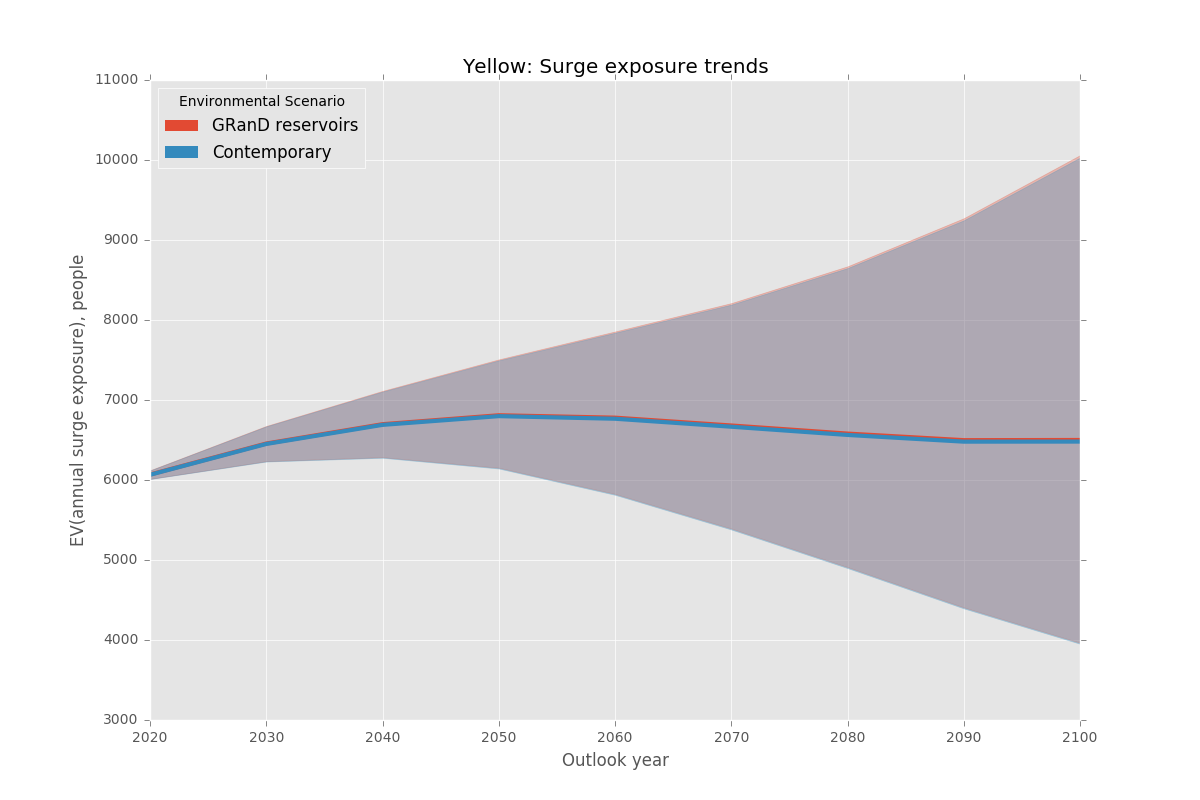 Yellow: Surge exposure trends
Environmental Scenario
GRanD reservoirs
Contemporary
EV(annual surge exposure), people
11000
10000
9000
8000
7000
6000
5000
4000
3000
2020 2030 2040 2050 2060 2070 2080 2090 2100
Outlook year